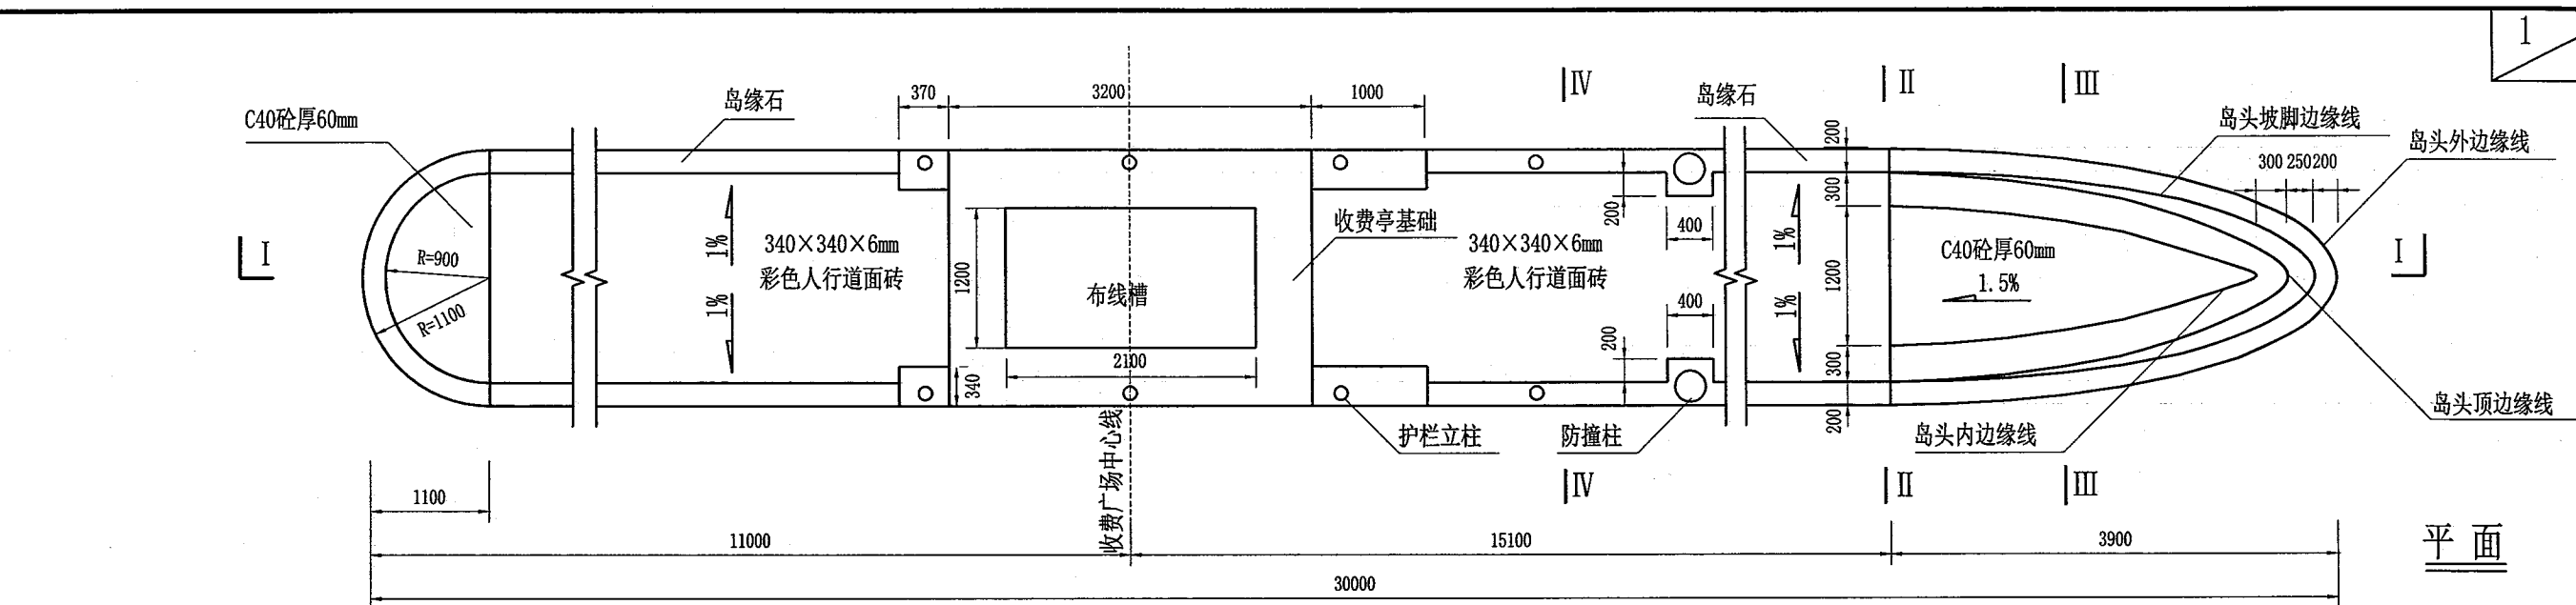 1
C40砼厚60mm
岛缘石
370
3200
1000
Ⅳ
岛缘石
Ⅱ
Ⅲ
岛头坡脚边缘线
岛头外边缘线
200
300
250
200
300
200
400
收费亭基础
340×340×6mm
彩色人行道面砖
340×340×6mm
彩色人行道面砖
1%
1%
1%
1%
C40砼厚60mm
1.5%
1200
Ⅰ
Ⅰ
R=900
R=1100
1200
布线槽
2100
340
400
200
300
200
护栏立柱
防撞柱
岛头内边缘线
岛头顶边缘线
收费广场中心线
Ⅳ
Ⅱ
Ⅲ
1100
11000
15100
3900
30000
平面